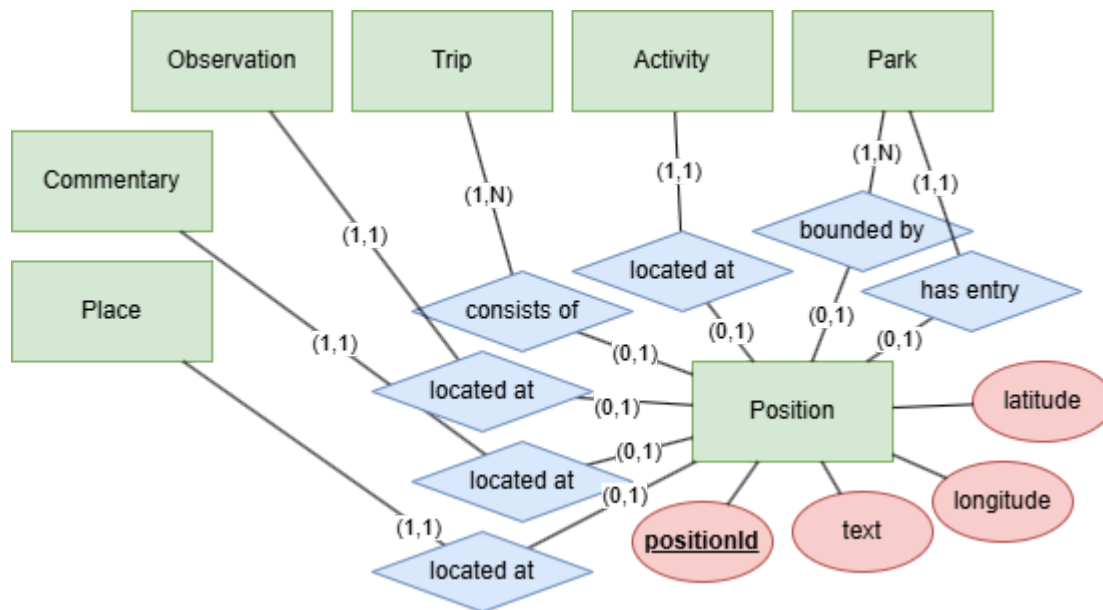 Observation
Trip
Activity
Park
Commentary
Place
(1,N)
(1,1)
(1,N)
(1,1)
(1,1)
bounded by
located at
has entry
consists of
(0,1)
(0,1)
(0,1)
(0,1)
(1,1)
located at
(0,1)
Position
latitude
(0,1)
located at
(0,1)
longitude
(1,1)
positionId
text
located at